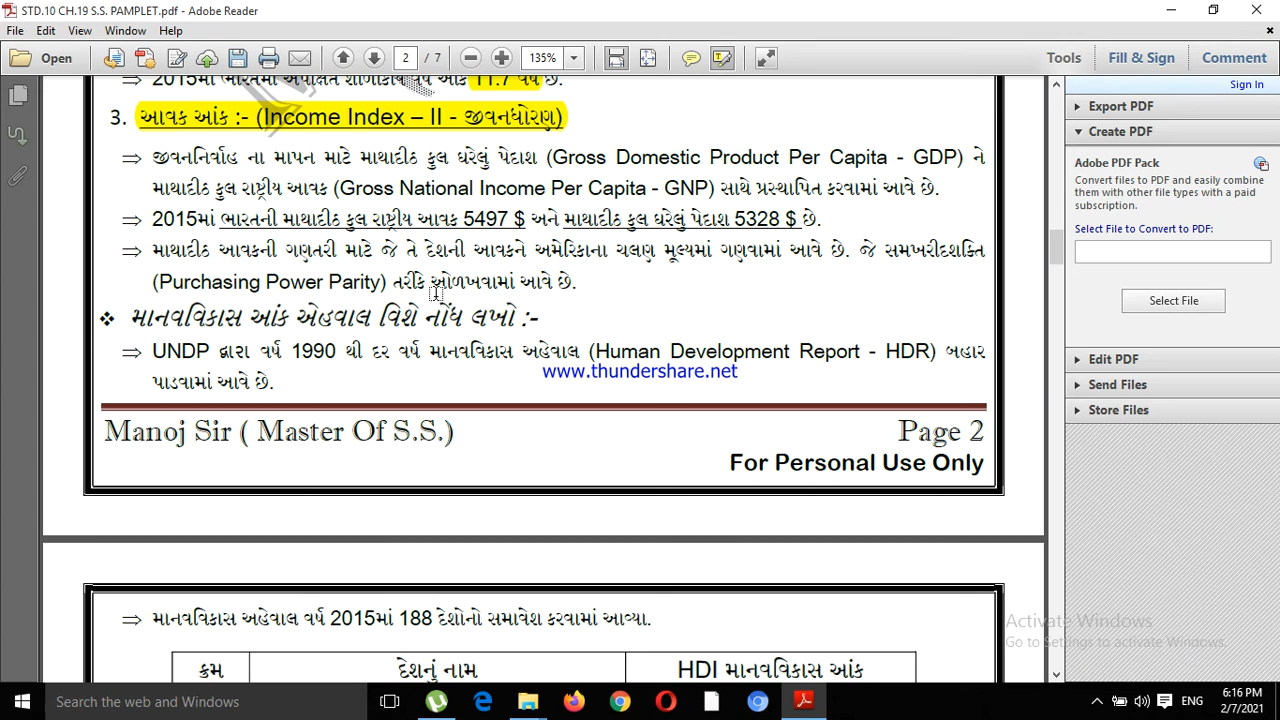 STD.10 CH.19 S.S. PAMPLET.pdf - Adobe Reader
File Edit View Window Help
Open 2 / 7 135% Tools Fill & Sign Comment
Sign In
⇒ 2015માં ભારતમાં અપેક્ષિત શાળાકીય વર્ષ આંક 11.7 વર્ષ છે.
3. આવક આંક :- (Income Index – II - જીવનધોરણ)
⇒ જીવનનિર્વાહ ના માપન માટે માથાદીઠ કુલ ઘરેલું પેદાશ (Gross Domestic Product Per Capita - GDP) ને
માથાદીઠ કુલ રાષ્ટ્રીય આવક (Gross National Income Per Capita - GNP) સાથે પ્રસ્થાપિત કરવામાં આવે છે.
⇒ 2015માં ભારતની માથાદીઠ કુલ રાષ્ટ્રીય આવક 5497 $ અને માથાદીઠ કુલ ઘરેલું પેદાશ 5328 $ છે.
⇒ માથાદીઠ આવકની ગણતરી માટે જે તે દેશની આવકને અમેરિકાના ચલણ મૂલ્યમાં ગણવામાં આવે છે. જે સમખરીદશક્તિ
(Purchasing Power Parity) તરીકે ઓળખવામાં આવે છે.
❖ માનવવિકાસ આંક એહવાલ વિશે નોંધ લખો :-
⇒ UNDP દ્વારા વર્ષ 1990 થી દર વર્ષે માનવવિકાસ અહેવાલ (Human Development Report - HDR) બહાર
www.thundershare.net
પાડવામાં આવે છે.
Manoj Sir ( Master Of S.S.) Page 2
For Personal Use Only
⇒ માનવવિકાસ અહેવાલ વર્ષ 2015માં 188 દેશોનો સમાવેશ કરવામાં આવ્યા.
ક્રમ દેશનું નામ HDI માનવવિકાસ આંક
Export PDF
Create PDF
Adobe PDF Pack
Convert files to PDF and easily combine
them with other file types with a paid
subscription.
Select File to Convert to PDF:
Select File
Edit PDF
Send Files
Store Files
Activate Windows
Go to Settings to activate Windows.
Search the web and Windows
ENG
6:16 PM
2/7/2021